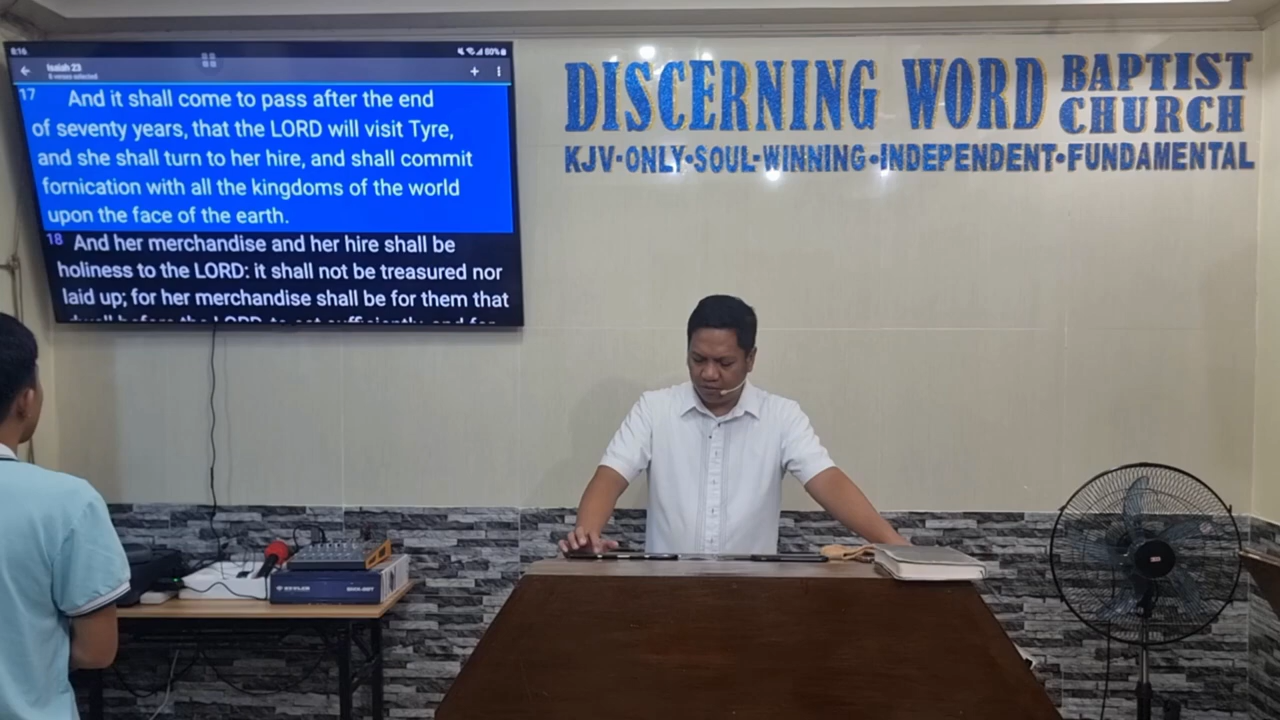 8:16
80%
Isaiah 23
17 And it shall come to pass after the end
of seventy years, that the LORD will visit Tyre,
and she shall turn to her hire, and shall commit
fornication with all the kingdoms of the world
upon the face of the earth.
18 And her merchandise and her hire shall be
holiness to the LORD: it shall not be treasured nor
laid up; for her merchandise shall be for them that
DISCERNING WORD BAPTIST
CHURCH
KJV-ONLY•SOUL-WINNING•INDEPENDENT•FUNDAMENTAL